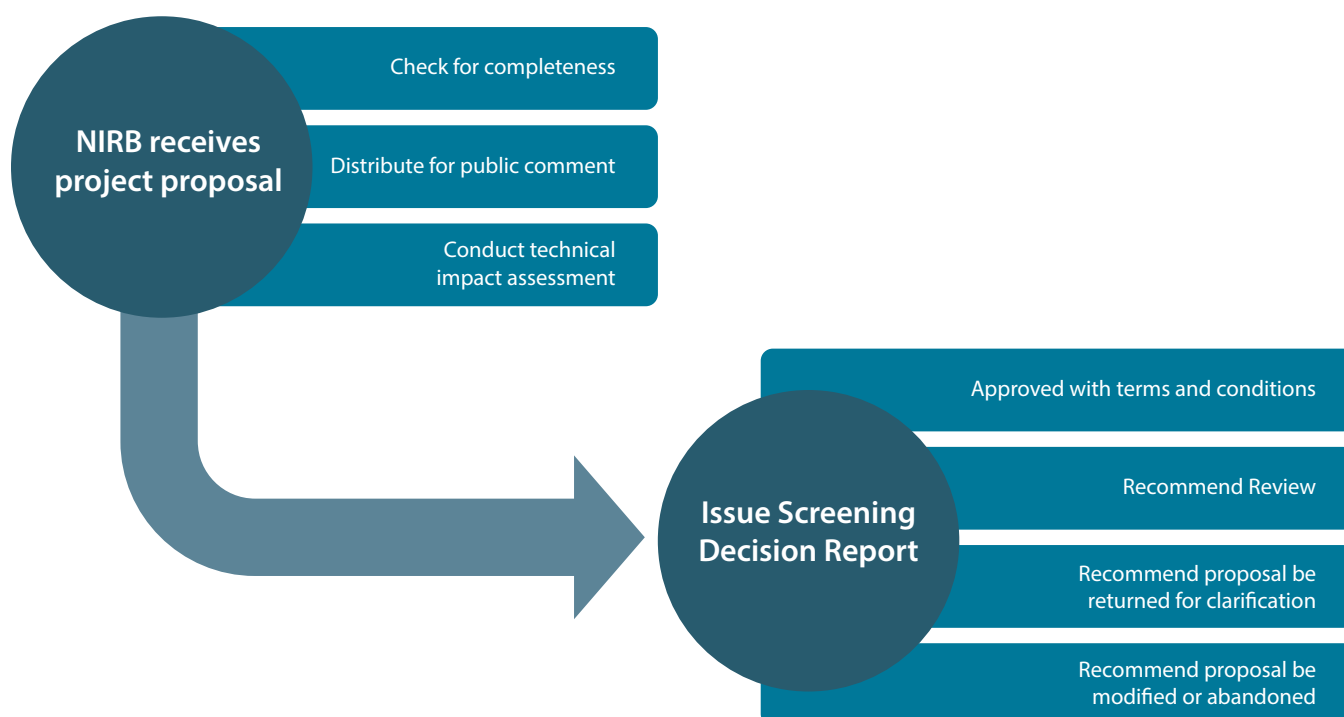 NIRB receives
project proposal
Check for completeness
Distribute for public comment
Conduct technical
impact assessment
Issue Screening
Decision Report
Approved with terms and conditions
Recommend Review
Recommend proposal be
returned for clarification
Recommend proposal be
modified or abandoned